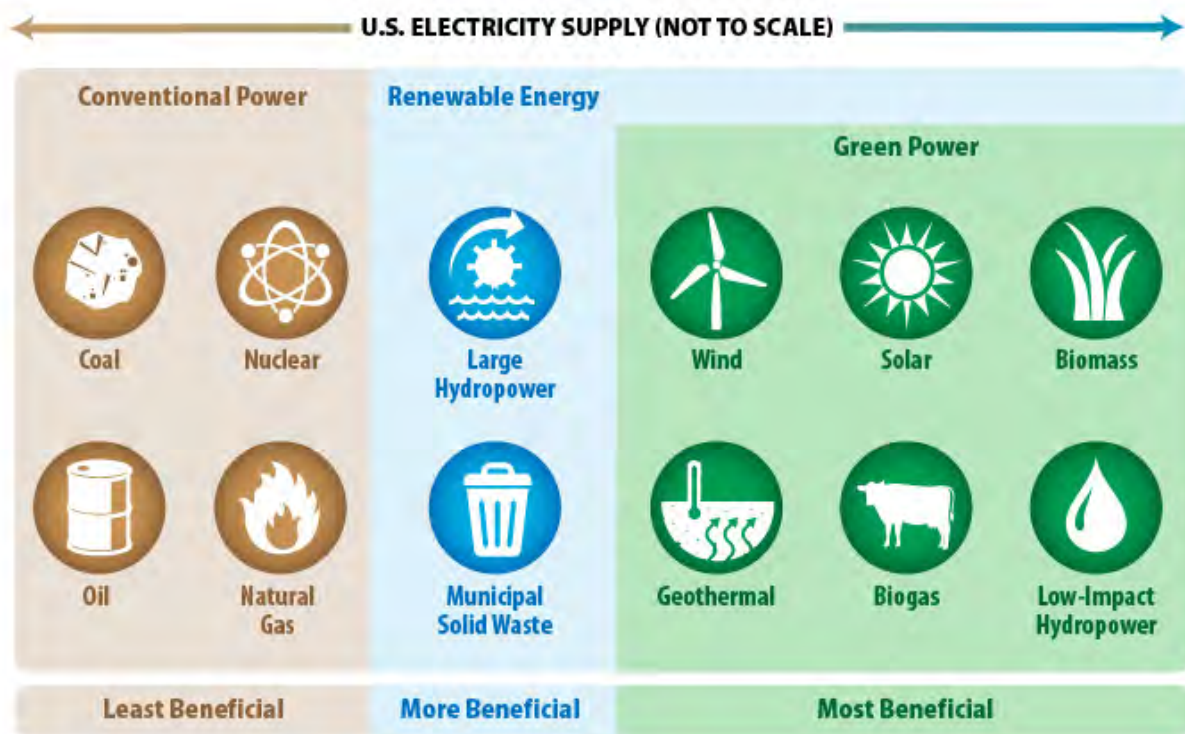 U.S. ELECTRICITY SUPPLY (NOT TO SCALE)
Conventional Power
Renewable Energy
Green Power
Coal
Nuclear
Large
Hydropower
Wind
Solar
Biomass
Oil
Natural
Gas
Municipal
Solid Waste
Geothermal
Biogas
Low-Impact
Hydropower
Least Beneficial
More Beneficial
Most Beneficial